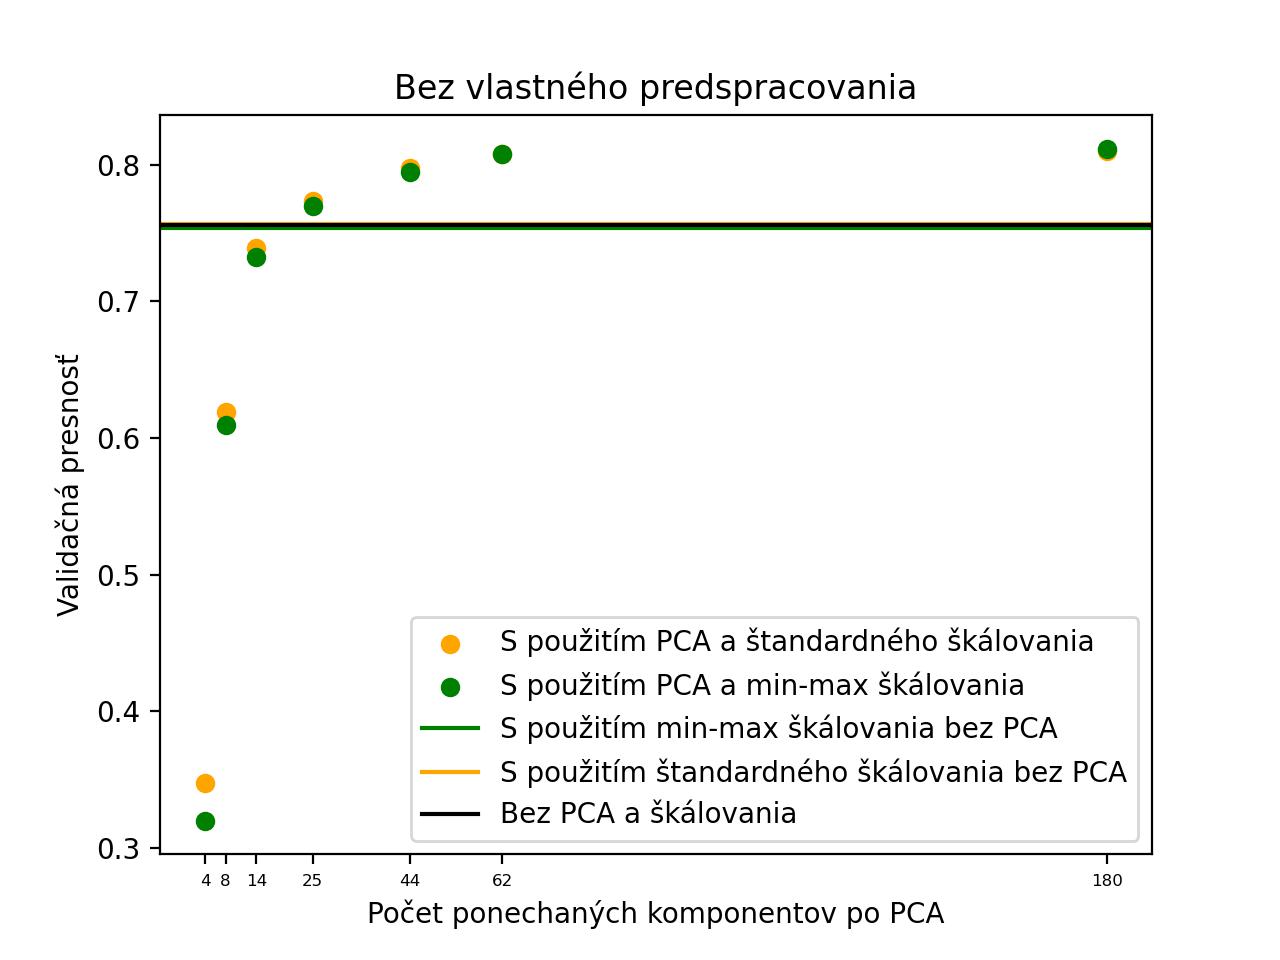 Bez vlastného predspracovania
Validačná presnosť
0.8
0.7
0.6
0.5
0.4
0.3
S použitím PCA a štandardného škálovania
S použitím PCA a min-max škálovania
S použitím min-max škálovania bez PCA
S použitím štandardného škálovania bez PCA
Bez PCA a škálovania
4 8 14 25 44 62 180
Počet ponechaných komponentov po PCA